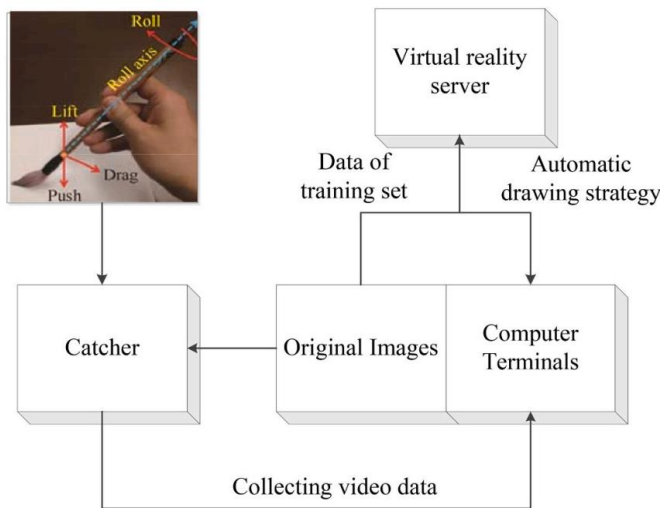 Roll
Roll axis
Lift
Drag
Push
Virtual reality
server
Data of
training set
Automatic
drawing strategy
Catcher
Original Images
Computer
Terminals
Collecting video data